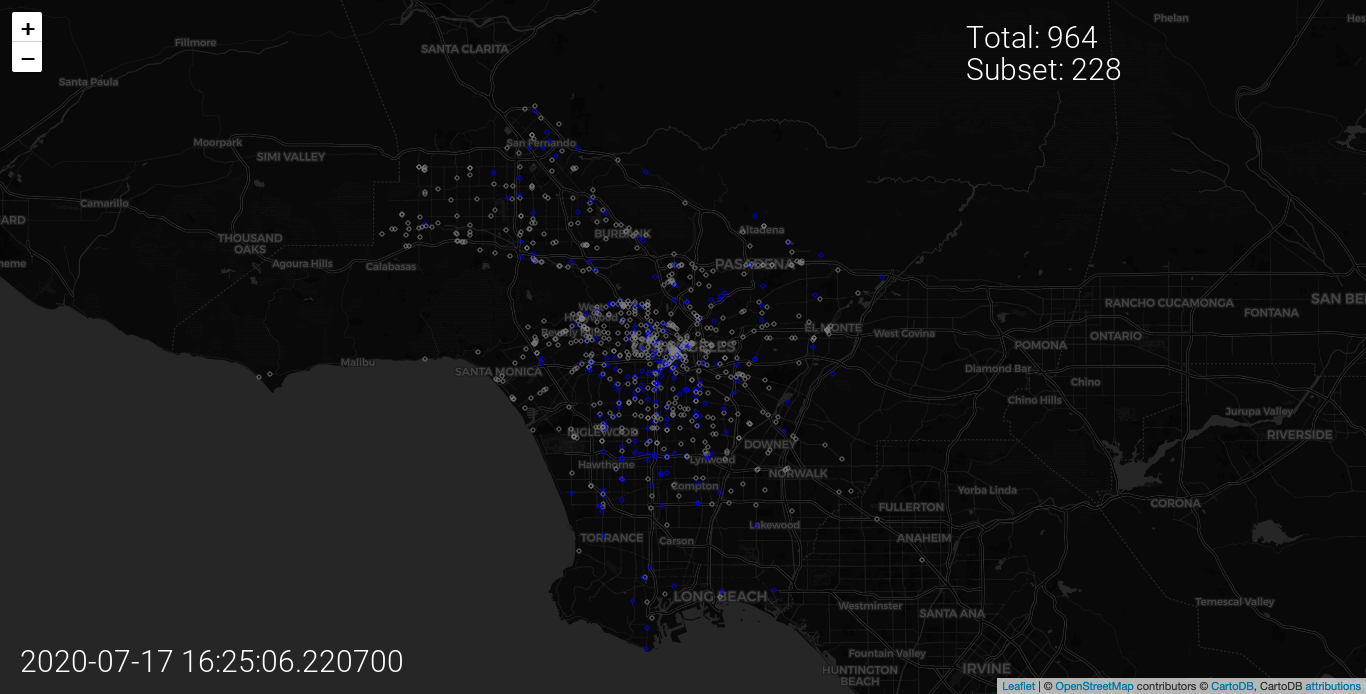 +
−
Total: 964
Subset: 228
Phelan
Fillmore
SANTA CLARITA
Santa Paula
Moorpark
San Fernando
SIMI VALLEY
Camarillo
ARD
THOUSAND
OAKS
BURBANK
Altadena
Agoura Hills
Calabasas
PASADENA
SAN BE
RANCHO CUCAMONGA
FONTANA
EL MONTE
West Covina
ONTARIO
POMONA
Malibu
SANTA MONICA
Diamond Bar
Chino
Chino Hills
Jurupa Valley
INGLEWOOD
RIVERSIDE
DOWNEY
Hawthorne
Lynwood
NORWALK
Compton
Yorba Linda
FULLERTON
CORONA
Lakewood
TORRANCE
Carson
ANAHEIM
LONG BEACH
Westminster
SANTA ANA
Temescal Valley
Fountain Valley
2020-07-17 16:25:06.220700
HUNTINGTON
BEACH
IRVINE
Leaflet | © OpenStreetMap contributors © CartoDB, CartoDB attributions